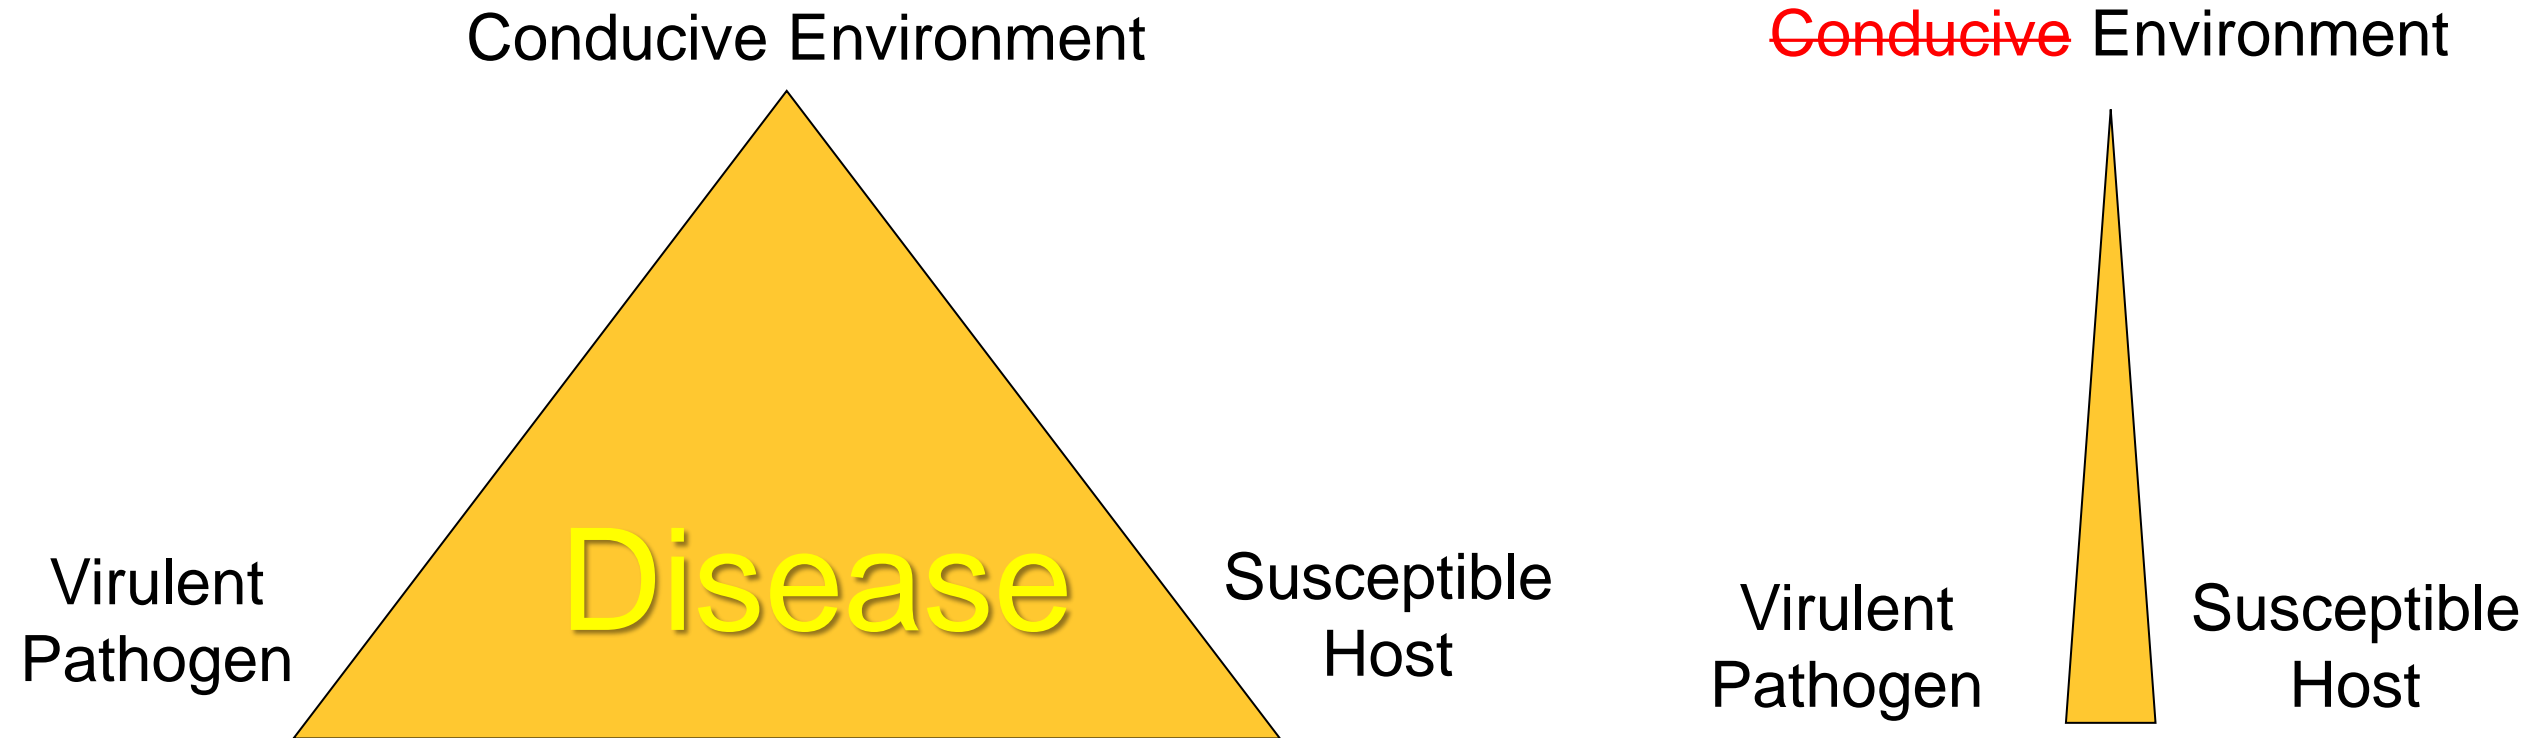 Conducive Environment
Disease
Virulent
Pathogen
Susceptible
Host
Conducive Environment
Virulent
Pathogen
Susceptible
Host